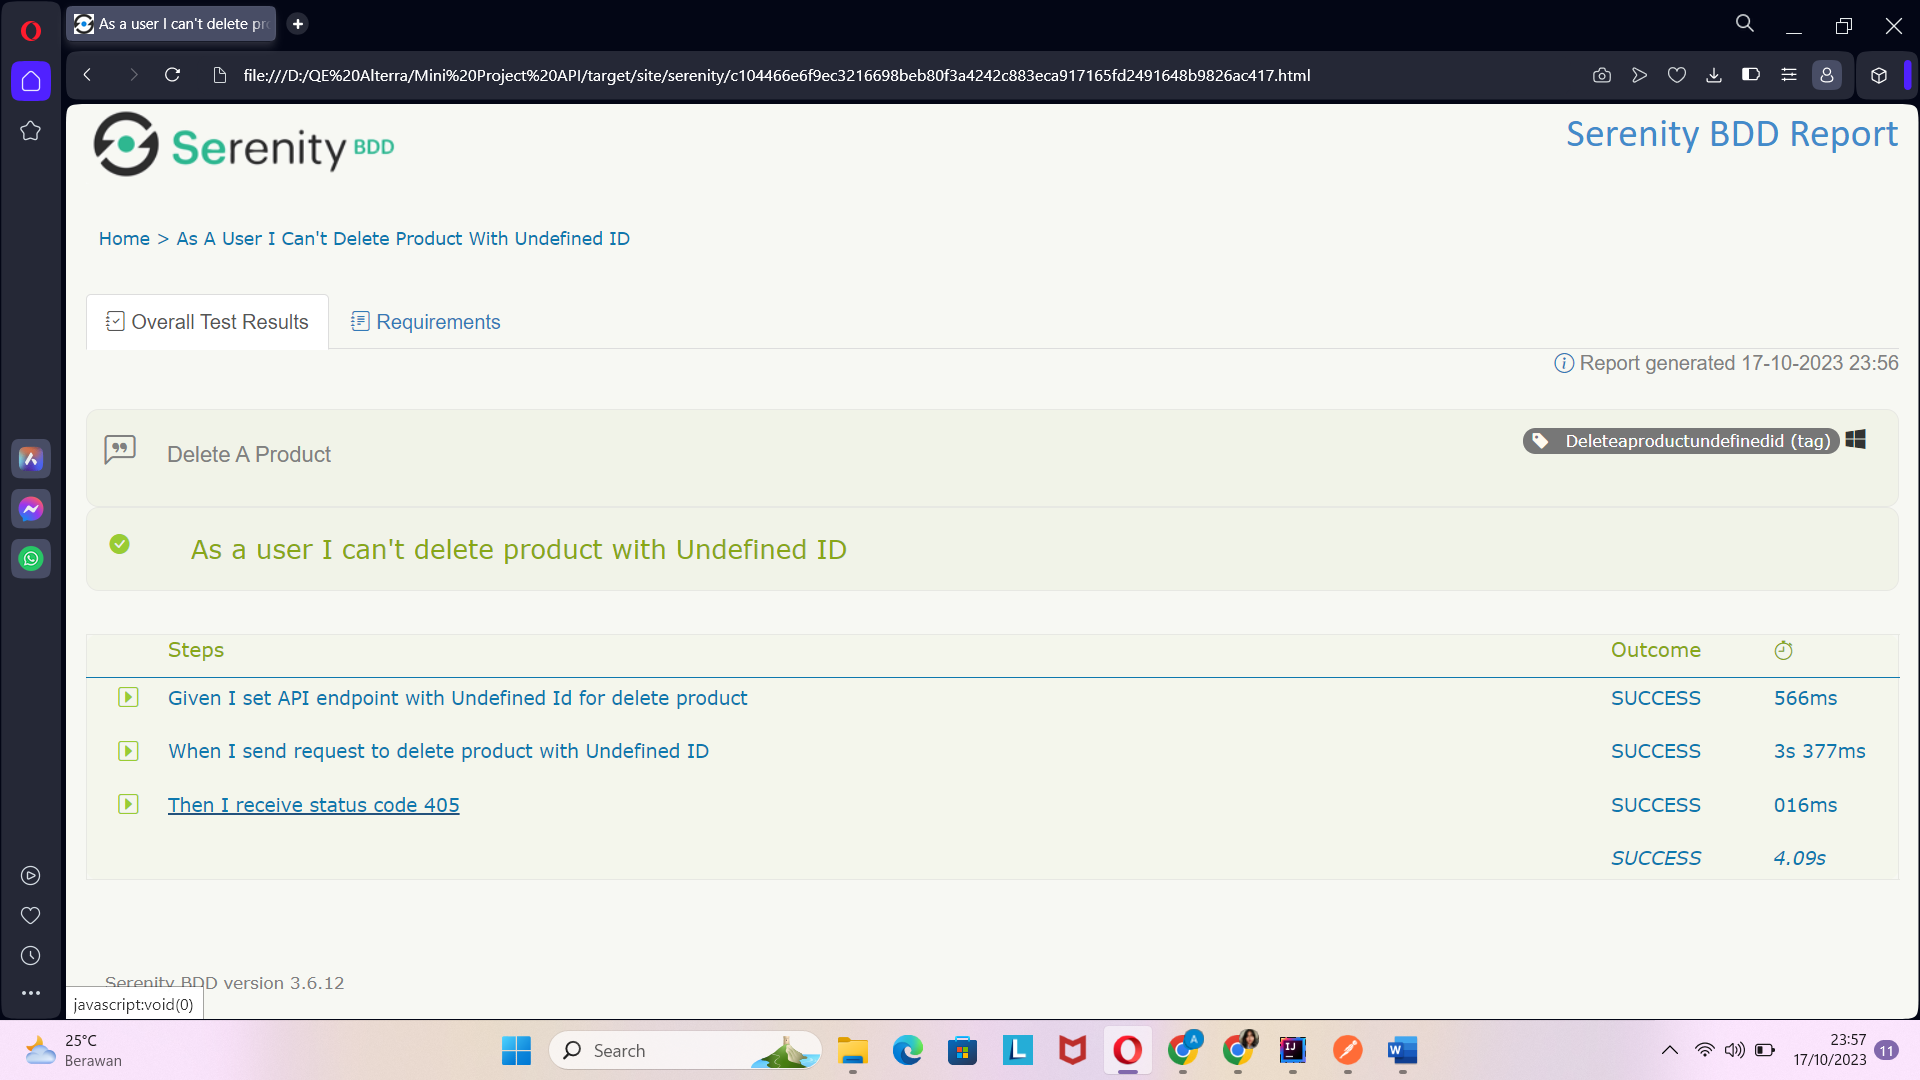 As a user I can't delete pr
file:///D:/QE%20Alterra/Mini%20Project%20API/target/site/serenity/c104466e6f9ec3216698beb80f3a4242c883eca917165fd2491648b9826ac417.html
Serenity BDD
Serenity BDD Report
Home > As A User I Can't Delete Product With Undefined ID
Overall Test Results
Requirements
Report generated 17-10-2023 23:56
Delete A Product
Deleteaproductundefinedid (tag)
As a user I can't delete product with Undefined ID
Steps Outcome
Given I set API endpoint with Undefined Id for delete product SUCCESS 566ms
When I send request to delete product with Undefined ID SUCCESS 3s 377ms
Then I receive status code 405 SUCCESS 016ms
SUCCESS 4.09s
Serenity BDD version 3.6.12
javascript:void(0)
25°C
Berawan
Search
L
A
IJ
W
23:57
17/10/2023
11